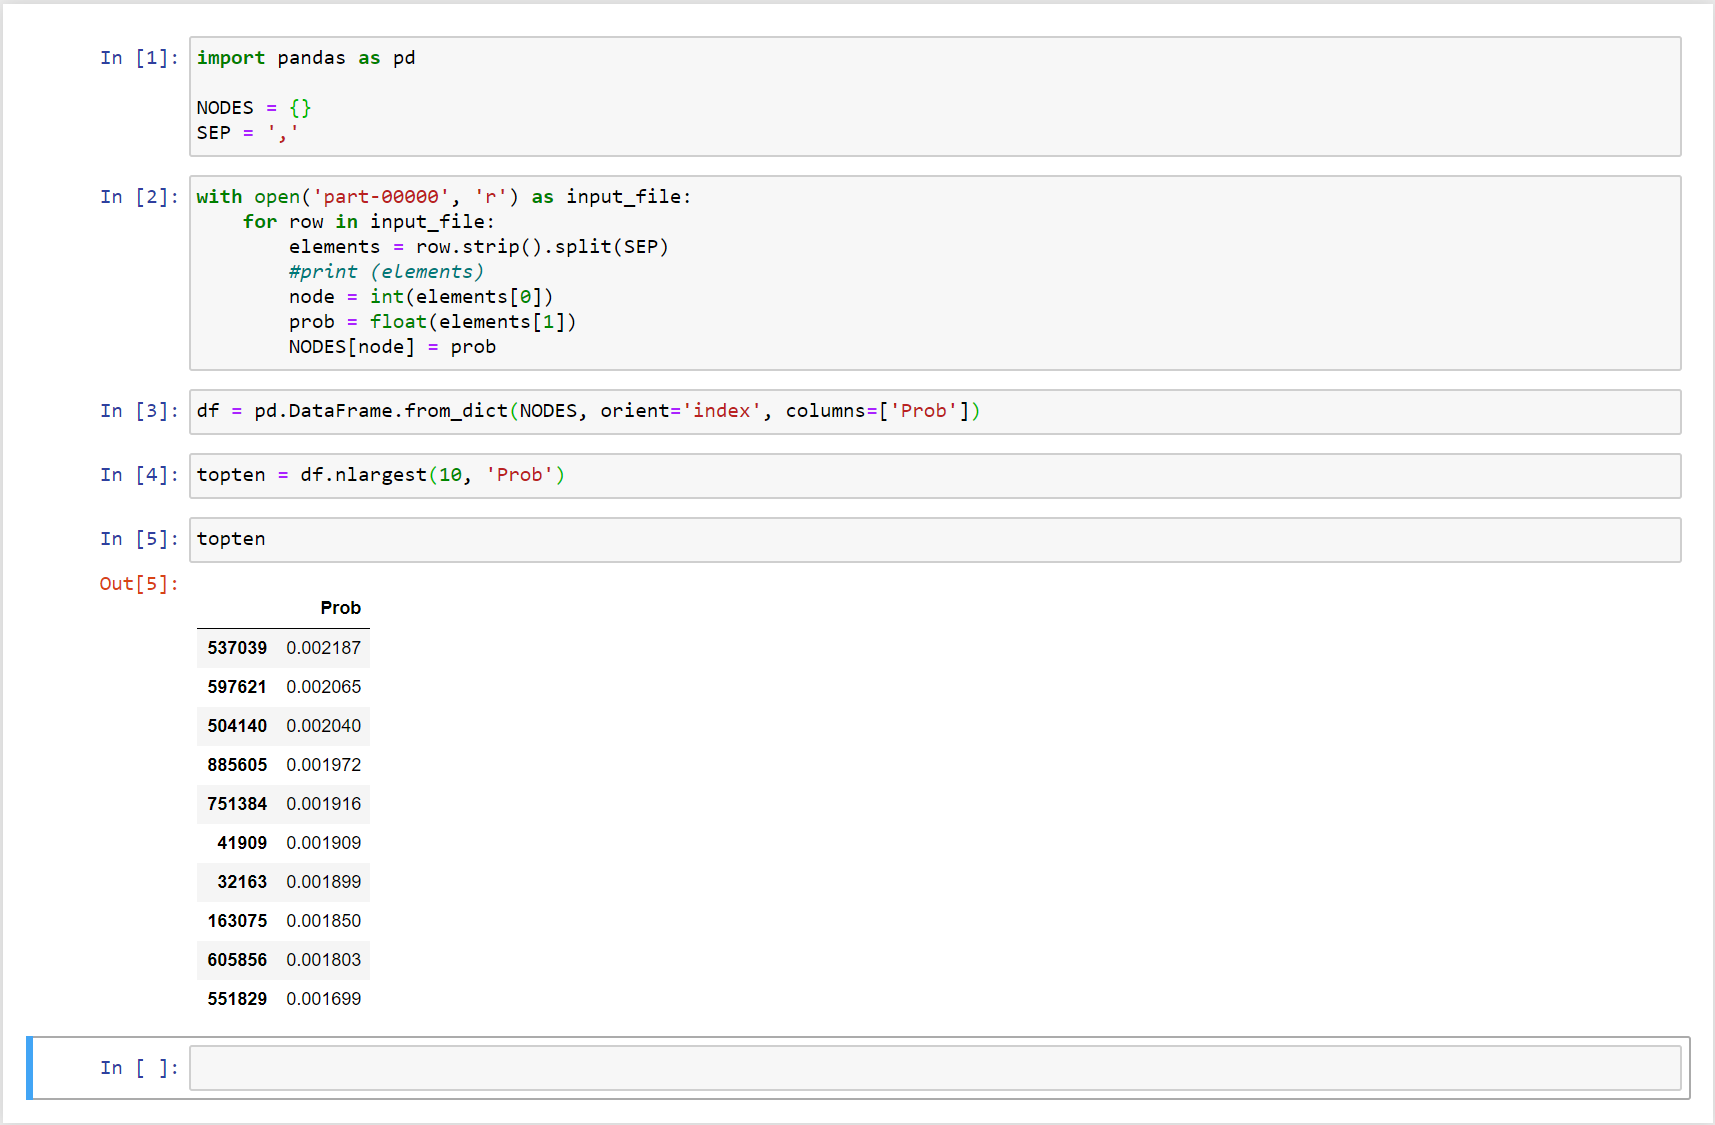 In [1]: import pandas as pd
NODES = {}
SEP = ','
In [2]: with open('part-00000', 'r') as input_file:
for row in input_file:
elements = row.strip().split(SEP)
#print (elements)
node = int(elements[0])
prob = float(elements[1])
NODES[node] = prob
In [3]: df = pd.DataFrame.from_dict(NODES, orient='index', columns=['Prob'])
In [4]: topten = df.nlargest(10, 'Prob')
In [5]: topten
Out[5]:
Prob
537039 0.002187
597621 0.002065
504140 0.002040
885605 0.001972
751384 0.001916
41909 0.001909
32163 0.001899
163075 0.001850
605856 0.001803
551829 0.001699
In [ ]: